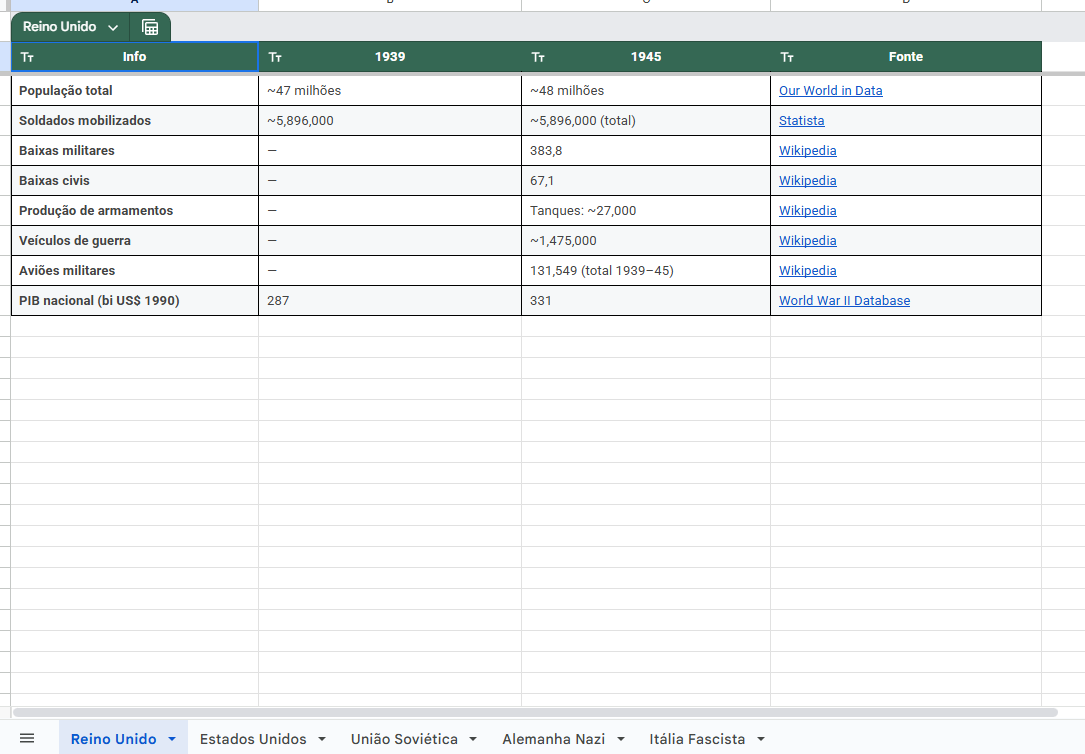 Reino Unido
Info 1939 1945 Fonte
População total ~47 milhões ~48 milhões Our World in Data
Soldados mobilizados ~5,896,000 ~5,896,000 (total) Statista
Baixas militares — 383,8 Wikipedia
Baixas civis — 67,1 Wikipedia
Produção de armamentos — Tanques: ~27,000 Wikipedia
Veículos de guerra — ~1,475,000 Wikipedia
Aviões militares — 131,549 (total 1939–45) Wikipedia
PIB nacional (bi US$ 1990) 287 331 World War II Database
Reino Unido Estados Unidos União Soviética Alemanha Nazi Itália Fascista